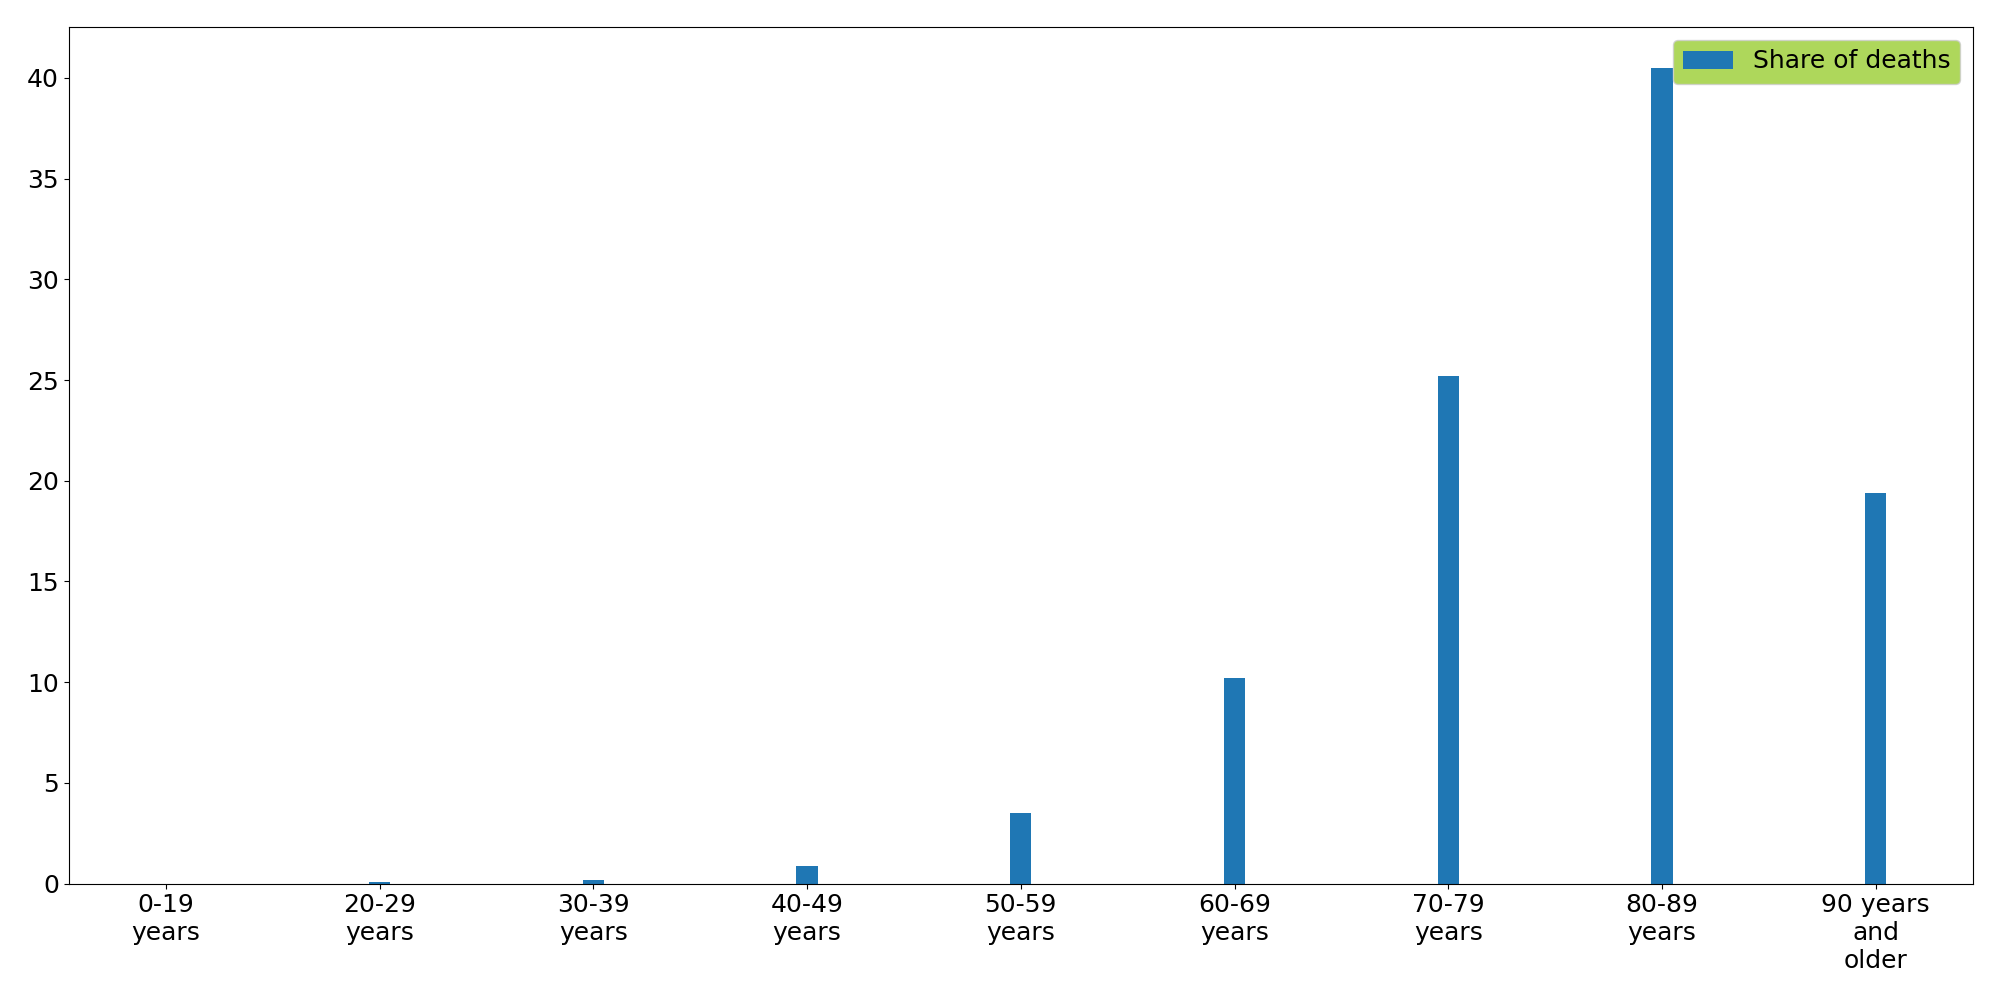 Share of deaths
40
35
30
25
20
15
10
5
0
0-19
years
20-29
years
30-39
years
40-49
years
50-59
years
60-69
years
70-79
years
80-89
years
90 years
and
older